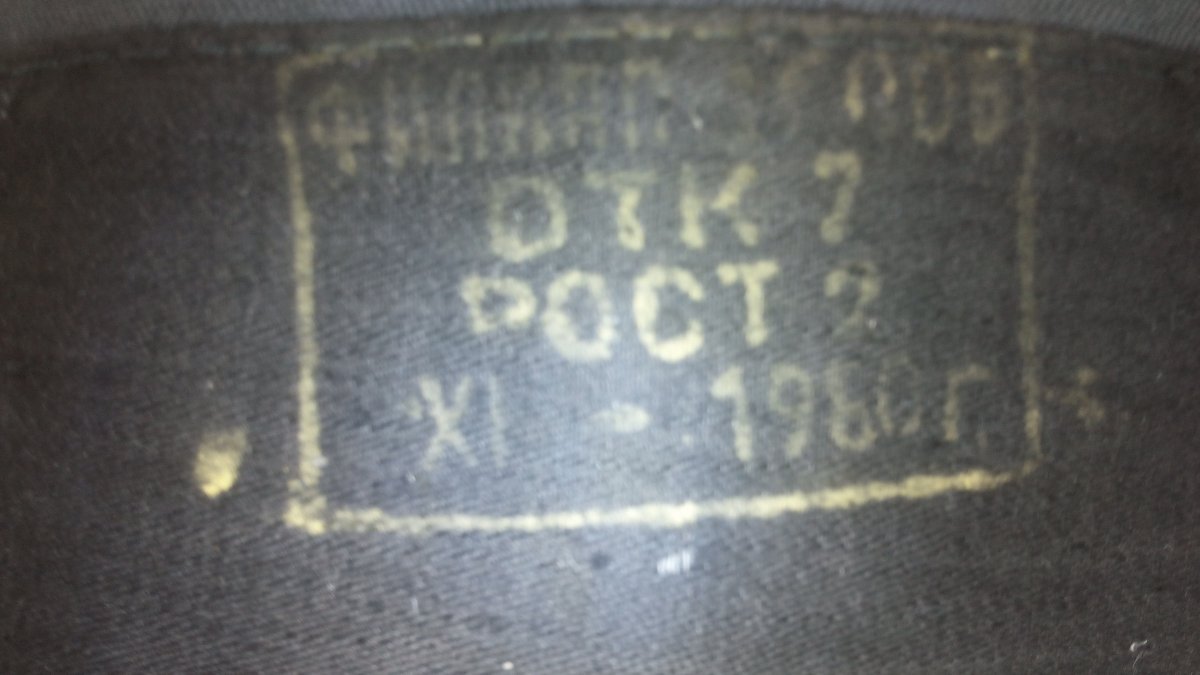 ОТК 7
РОСТ 2
XI - 1960г.